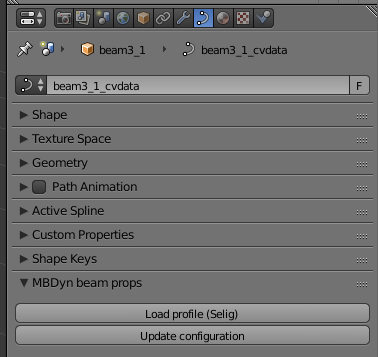 beam3_1 beam3_1_cvdata
beam3_1_cvdata F
Shape
Texture Space
Geometry
Path Animation
Active Spline
Custom Properties
Shape Keys
MBDyn beam props
Load profile (Selig)
Update configuration